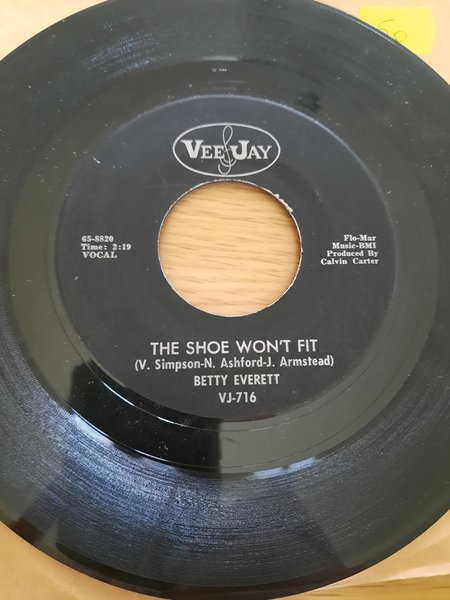 VEE JAY
65-8820
Time: 2:19
VOCAL
Flo-Mar
Music-BMI
Produced By
Calvin Carter
THE SHOE WON'T FIT
(V. Simpson-N. Ashford-J. Armstead)
BETTY EVERETT
VJ-716